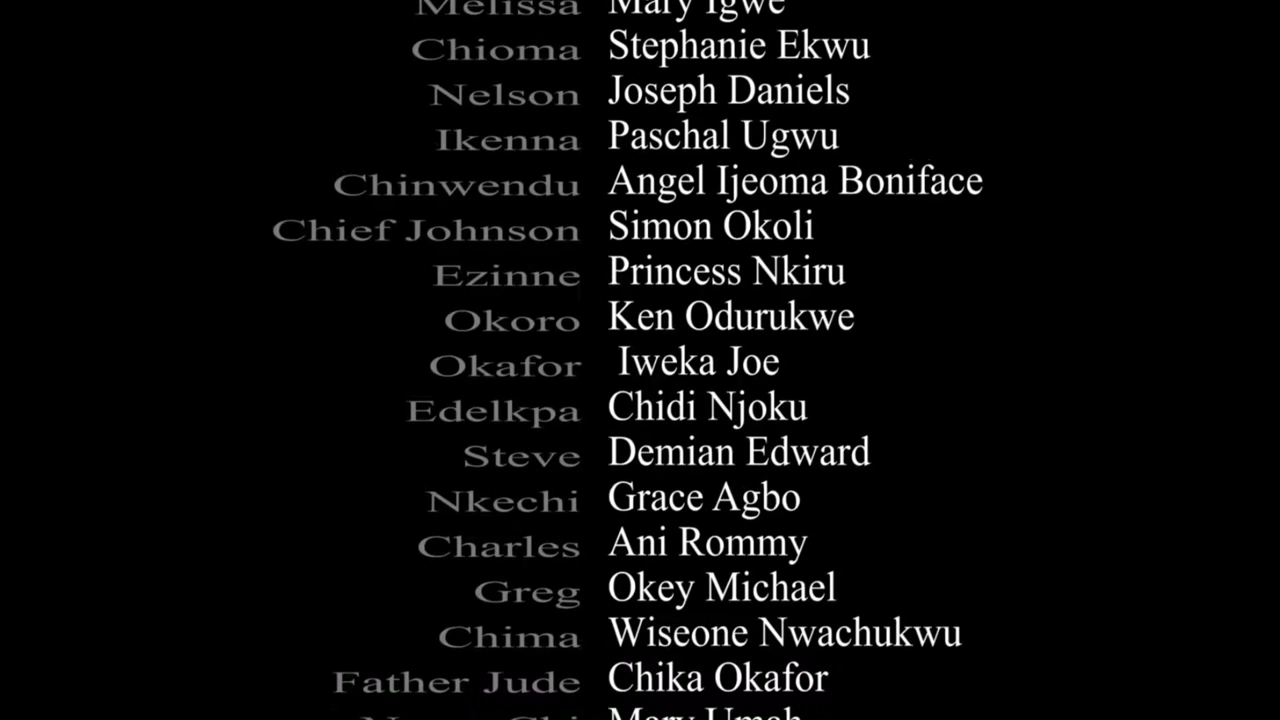 Melissa Mary Igwe
Chioma Stephanie Ekwu
Nelson Joseph Daniels
Ikenna Paschal Ugwu
Chinwendu Angel Ijeoma Boniface
Chief Johnson Simon Okoli
Ezinne Princess Nkiru
Okoro Ken Odurukwe
Okafor Iweka Joe
Edelkpa Chidi Njoku
Steve Demian Edward
Nkechi Grace Agbo
Charles Ani Rommy
Greg Okey Michael
Chima Wiseone Nwachukwu
Father Jude Chika Okafor
Mary Umah